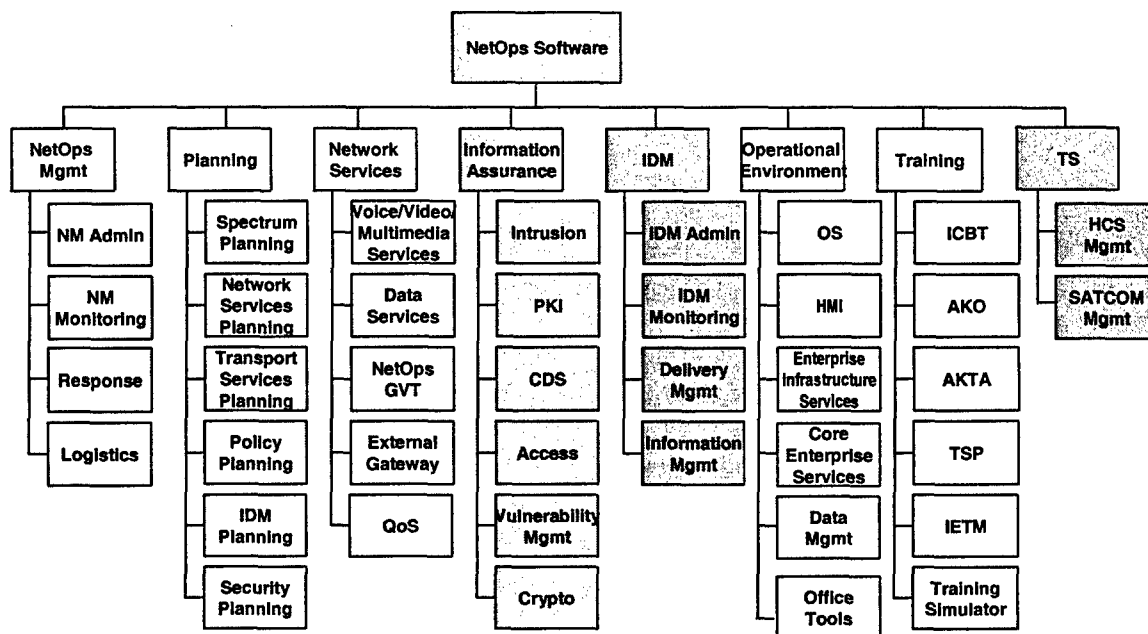 NetOps Software
NetOps
Mgmt
Planning
Network
Services
Information
Assurance
IDM
Operational
Environment
Training
TS
NM Admin
NM
Monitoring
Response
Logistics
Spectrum
Planning
Network
Services
Planning
Transport
Services
Planning
Policy
Planning
IDM
Planning
Security
Planning
Voice/Video/
Multimedia
Services
Data
Services
NetOps
GVT
External
Gateway
QoS
Intrusion
PKI
CDS
Access
Vulnerability
Mgmt
Crypto
IDM Admin
IDM
Monitoring
Delivery
Mgmt
Information
Mgmt
OS
HMI
Enterprise
Infrastructure
Services
Core
Enterprise
Services
Data
Mgmt
Office
Tools
ICBT
AKO
AKTA
TSP
IETM
Training
Simulator
HCS
Mgmt
SATCOM
Mgmt